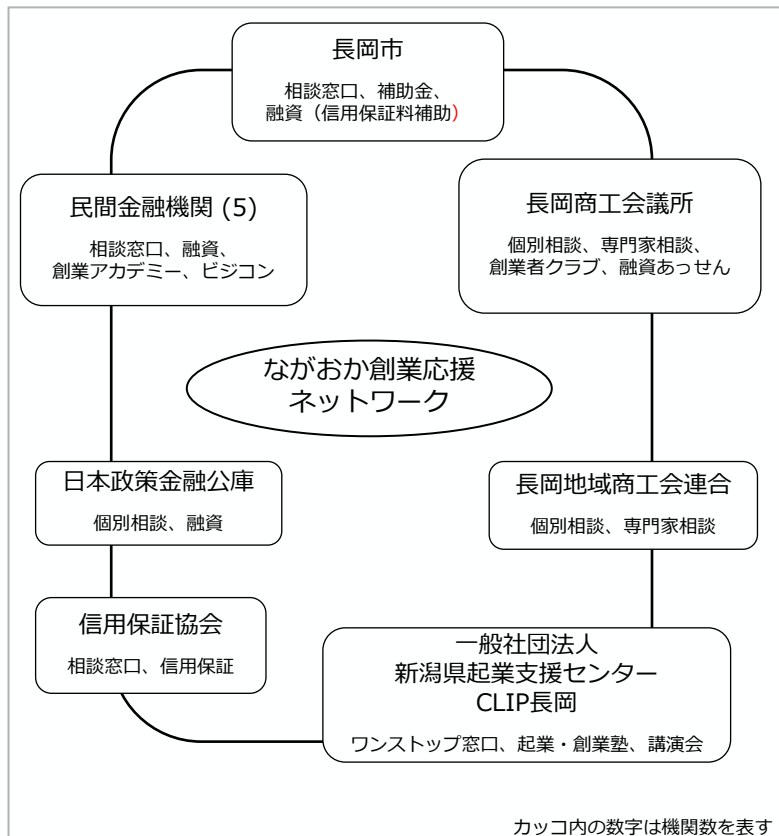 長岡市
相談窓口、補助金、
融資（信用保証料補助）
民間金融機関 (5)
相談窓口、融資、
創業アカデミー、ビジコン
長岡商工会議所
個別相談、専門家相談、
創業者クラブ、融資あっせん
ながおか創業応援
ネットワーク
日本政策金融公庫
個別相談、融資
長岡地域商工会連合
個別相談、専門家相談
信用保証協会
相談窓口、信用保証
一般社団法人
新潟県起業支援センター
CLIP長岡
ワンストップ窓口、起業・創業塾、講演会
カッコ内の数字は機関数を表す